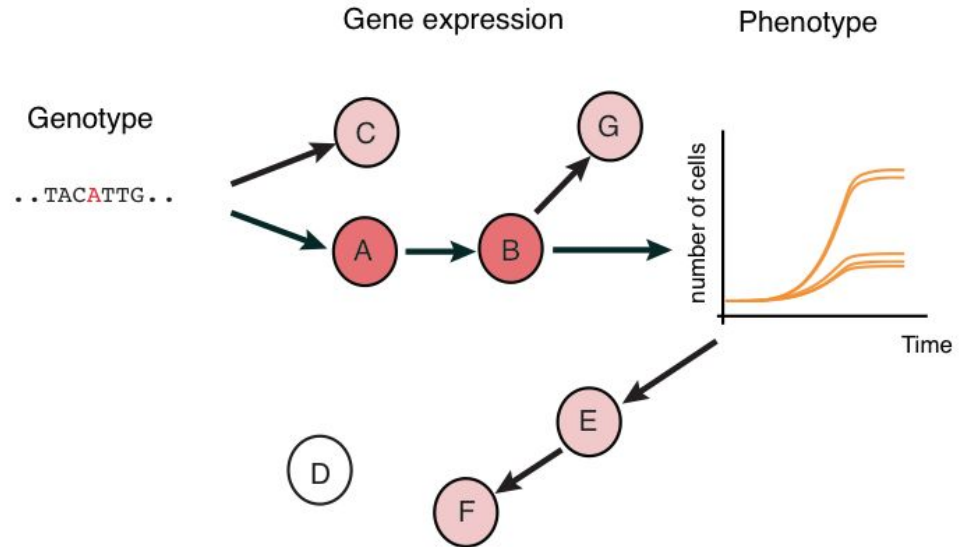 Gene expression
Phenotype
Genotype
..TACATTG..
C
G
A
B
number of cells
Time
E
D
F